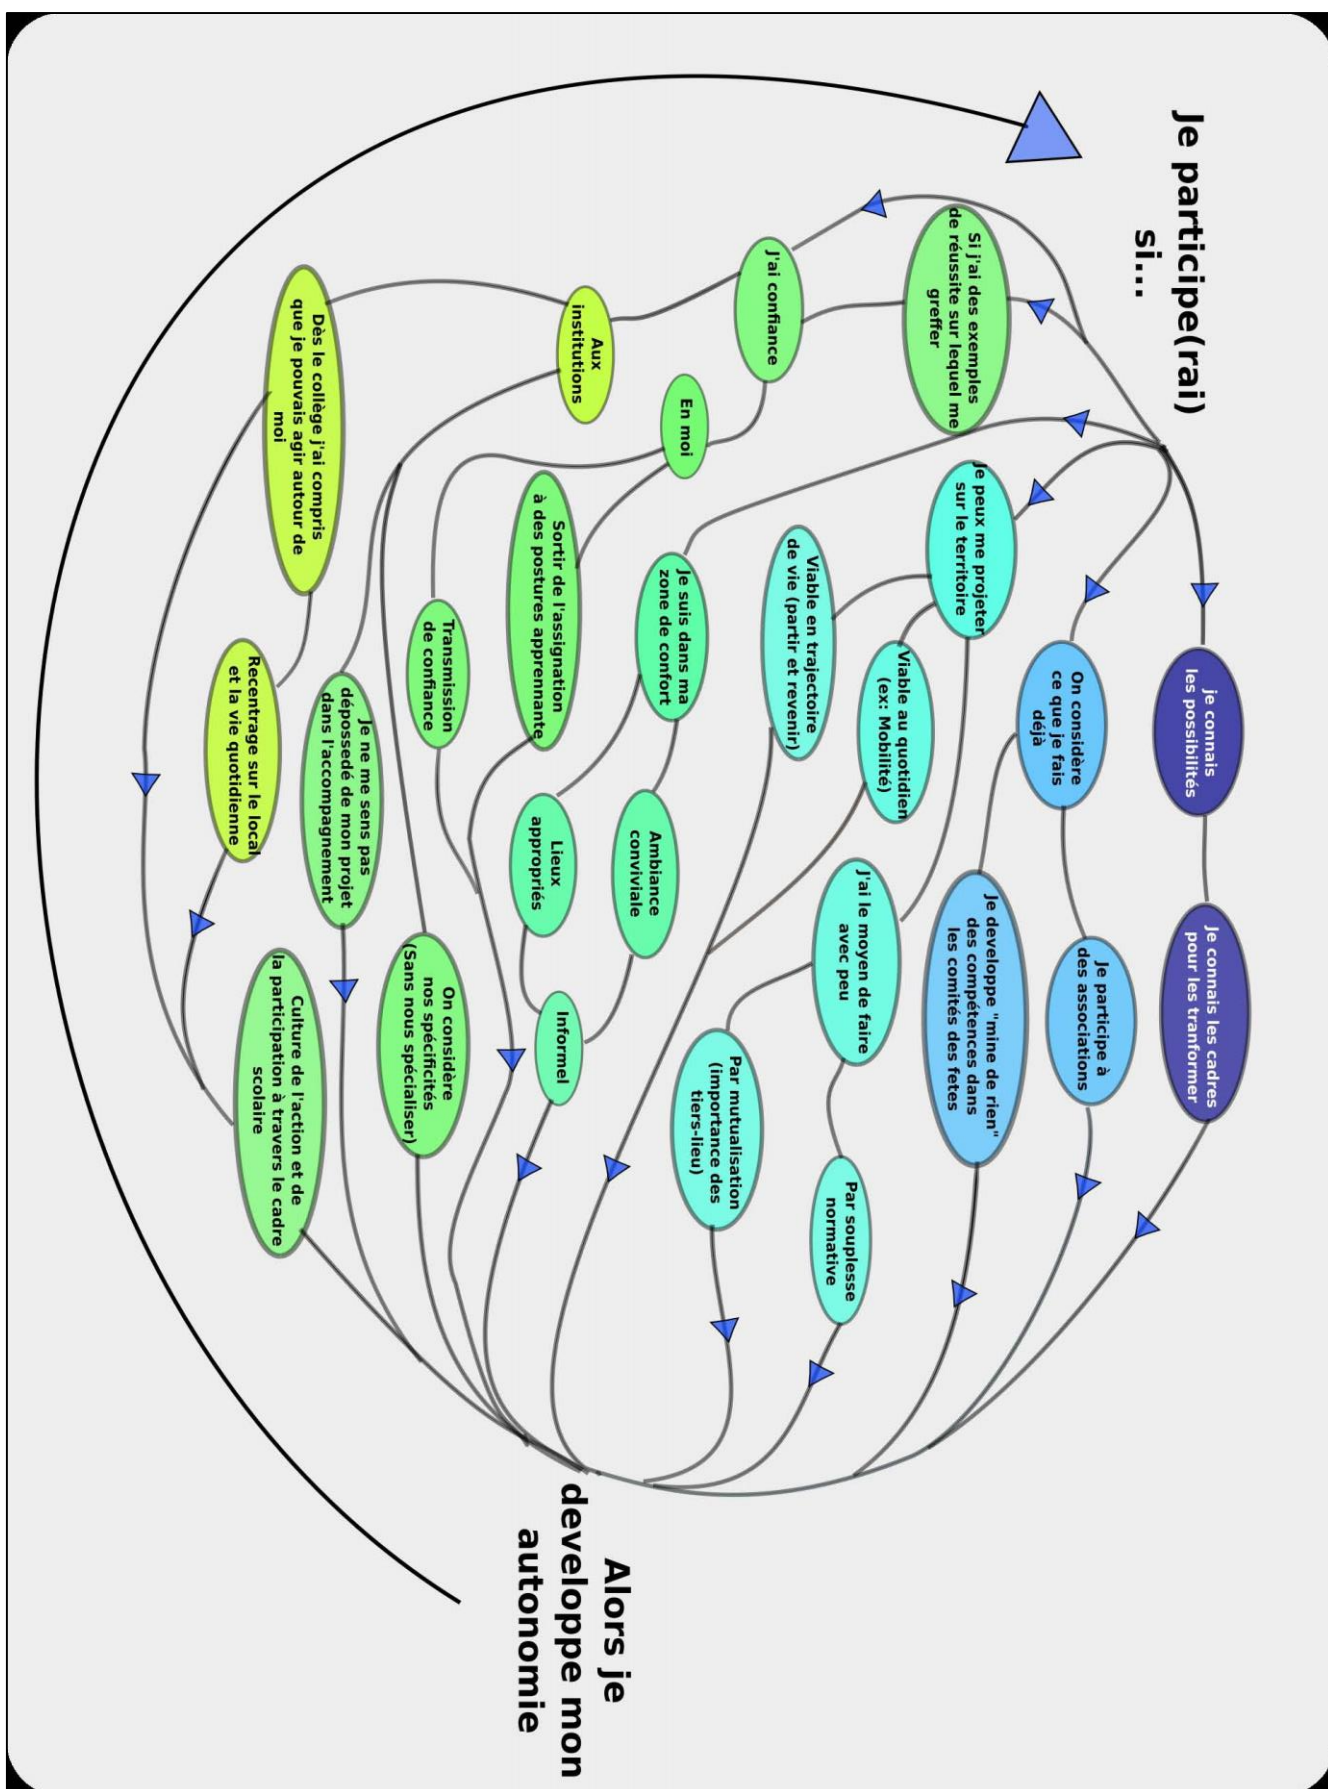 Je participe(rai)
si...
je connais
les possibilités
Je connais les cadres
pour les tranformer
On considère
ce que je fais
déjà
Je participe à
des associations
Je developpe "mine de rien"
des compétences dans
les comités des fetes
Je peux me projeter
sur le territoire
Viable au quotidien
(ex: Mobilité)
Viable en trajectoire
de vie (partir et revenir)
J'ai le moyen de faire
avec peu
Par souplesse
normative
Par mutualisation
(importance des
tiers-lieu)
Si j'ai des exemples
de réussite sur lequel me
greffer
J'ai confiance
En moi
Je suis dans ma
zone de confort
Ambiance
conviviale
Lieux
appropriés
Informel
Sortir de l'assignation
à des postures apprennante
Transmission
de confiance
Aux
institutions
On considère
nos spécificités
(Sans nous spécialiser)
Je ne me sens pas
dépossedé de mon projet
dans l'accompagnement
Dès le collège j'ai compris
que je pouvais agir autour de
moi
Recentrage sur le local
et la vie quotidienne
Culture de l'action et de
la participation à travers le cadre
scolaire
Alors je
developpe mon
autonomie